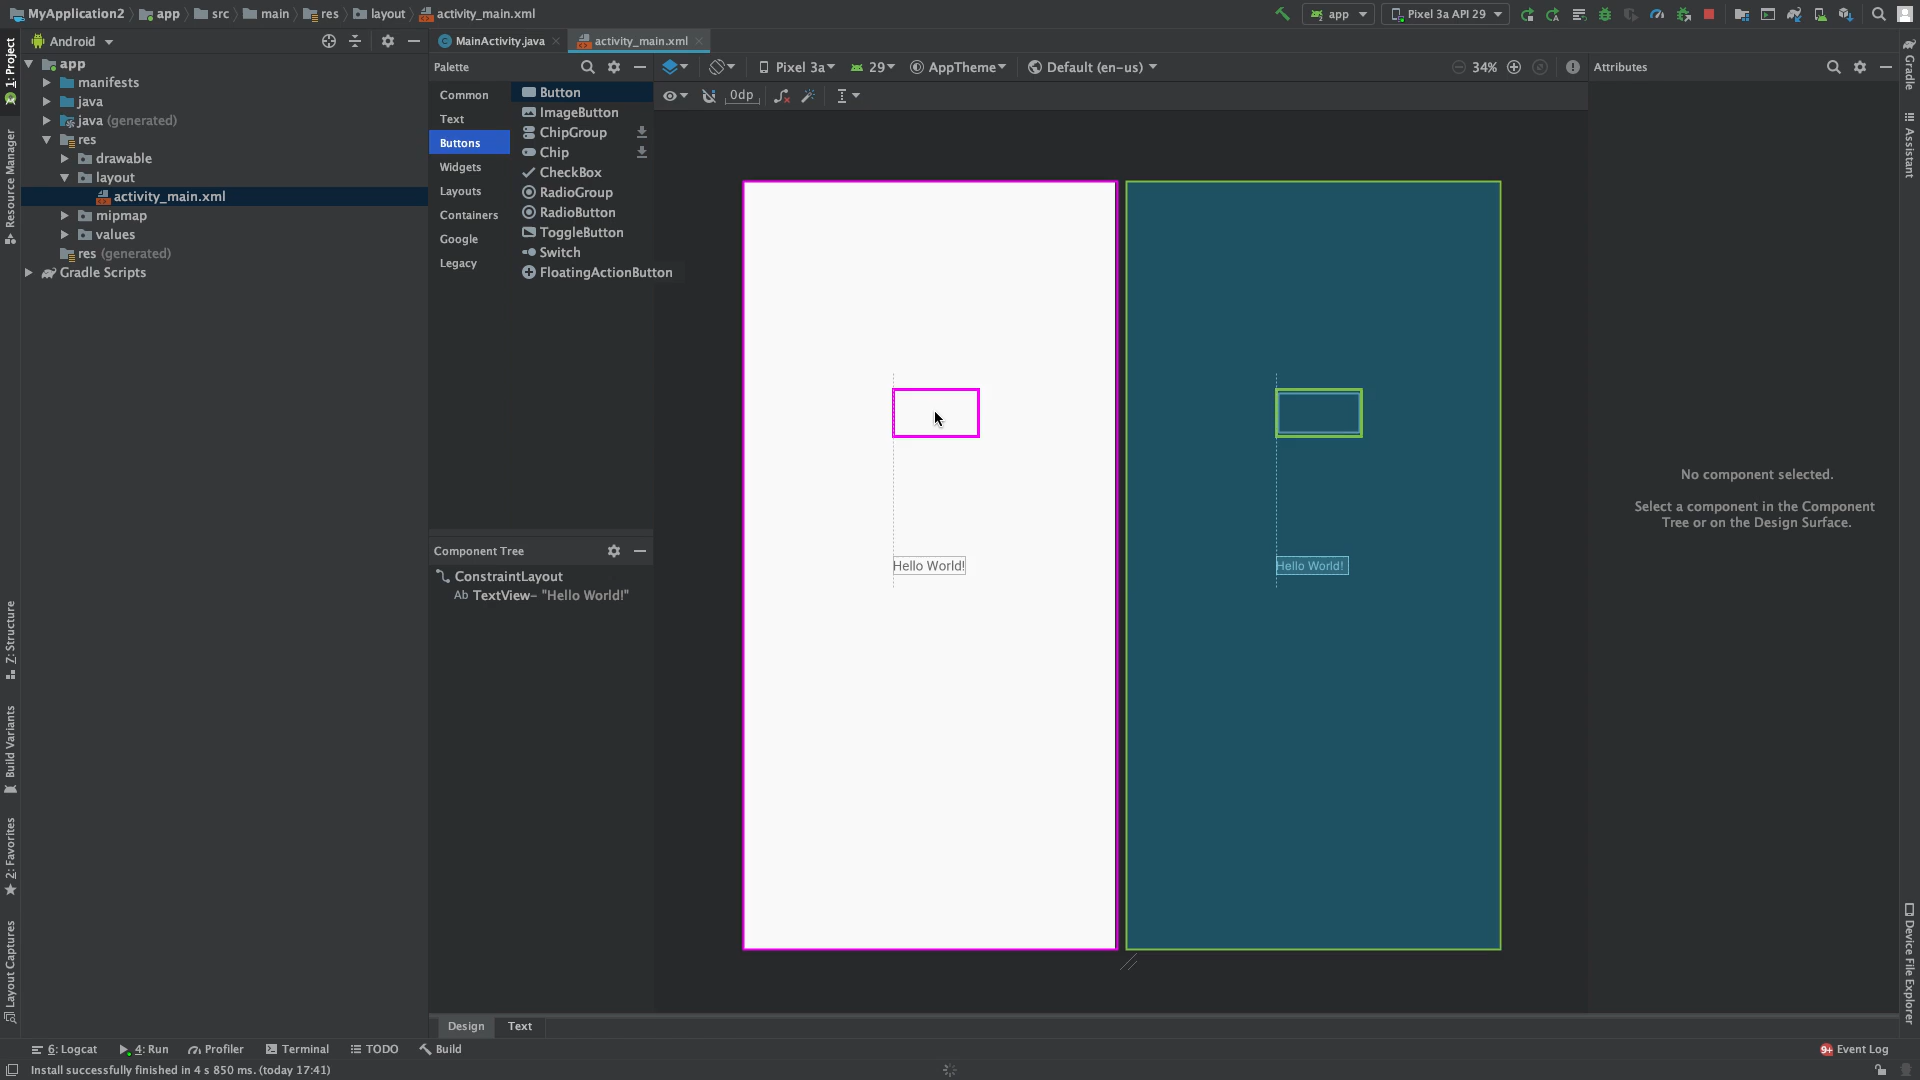 MyApplication2 app src main res layout activity_main.xml
app Pixel 3a API 29
Android
MainActivity.java activity_main.xml
1: Project
Resource Manager
Z: Structure
Build Variants
2: Favorites
Layout Captures
app
manifests
java
java (generated)
res
drawable
layout
activity_main.xml
mipmap
values
res (generated)
Gradle Scripts
Palette
Common
Text
Buttons
Widgets
Layouts
Containers
Google
Legacy
Button
ImageButton
ChipGroup
Chip
CheckBox
RadioGroup
RadioButton
ToggleButton
Switch
FloatingActionButton
Component Tree
ConstraintLayout
Ab TextView- "Hello World!"
Pixel 3a 29 AppTheme Default (en-us) 34%
0dp
Hello World!
Hello World!
Attributes
No component selected.
Select a component in the Component
Tree or on the Design Surface.
Gradle
Assistant
Device File Explorer
Design Text
6: Logcat 4: Run Profiler Terminal TODO Build 9+ Event Log
Install successfully finished in 4 s 850 ms. (today 17:41)